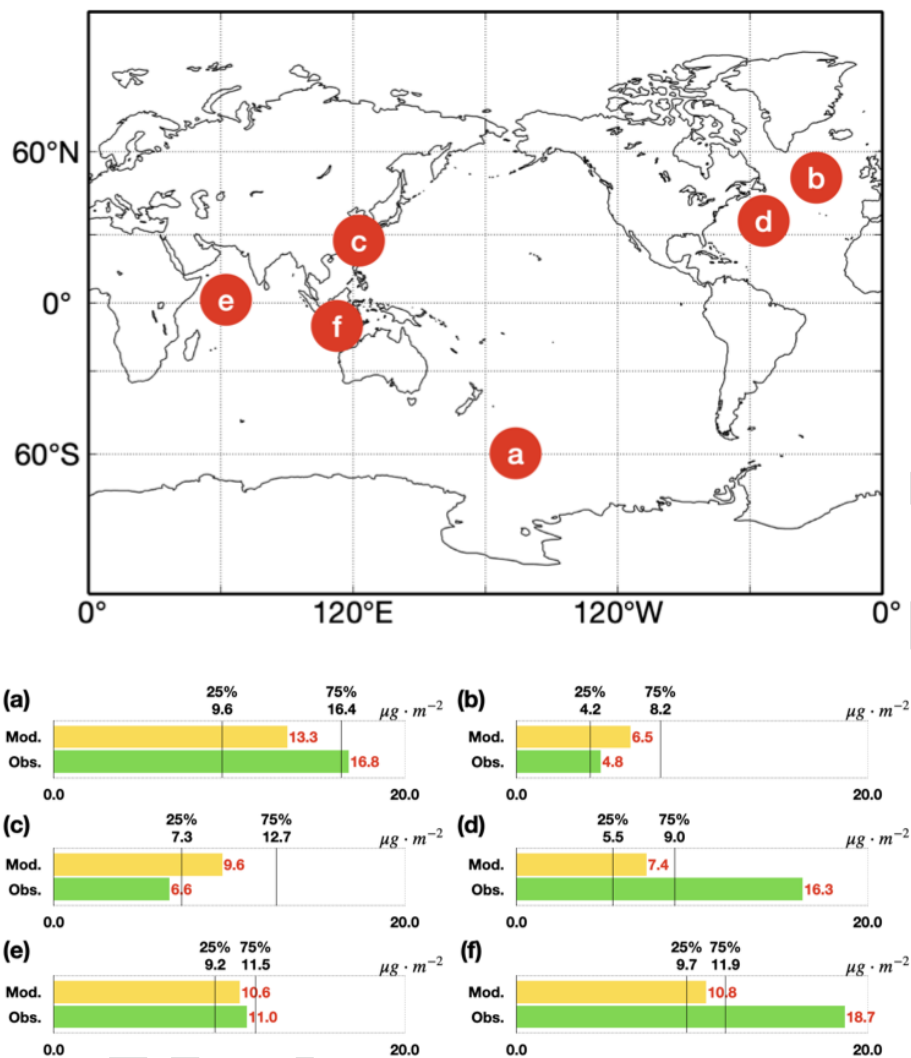 60°N
0°
60°S
b
d
c
e
f
a
0° 120°E 120°W 0°
(a) 25% 75%
9.6 16.4 μg · m⁻²
Mod. 13.3
Obs. 16.8
0.0 20.0
(b) 25% 75%
4.2 8.2 μg · m⁻²
Mod. 6.5
Obs. 4.8
0.0 20.0
(c) 25% 75%
7.3 12.7 μg · m⁻²
Mod. 9.6
Obs. 6.6
0.0 20.0
(d) 25% 75%
5.5 9.0 μg · m⁻²
Mod. 7.4
Obs. 16.3
0.0 20.0
(e) 25% 75%
9.2 11.5 μg · m⁻²
Mod. 10.6
Obs. 11.0
0.0 20.0
(f) 25% 75%
9.7 11.9 μg · m⁻²
Mod. 10.8
Obs. 18.7
0.0 20.0